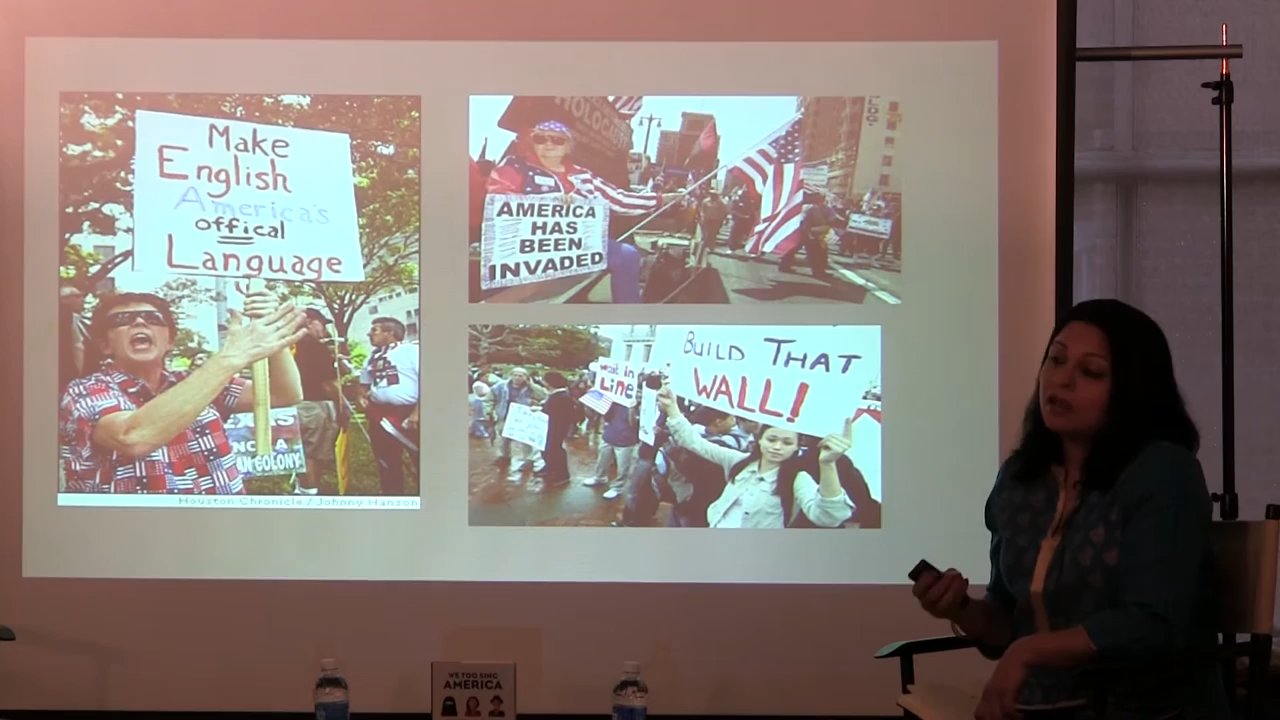 Make
English
America's
offical
Language
Houston Chronicle / Johnny Hanson
HOLOCAUST
AMERICA
HAS
BEEN
INVADED
wait in
Line
BUILD THAT
WALL!
WE TOO SING
AMERICA